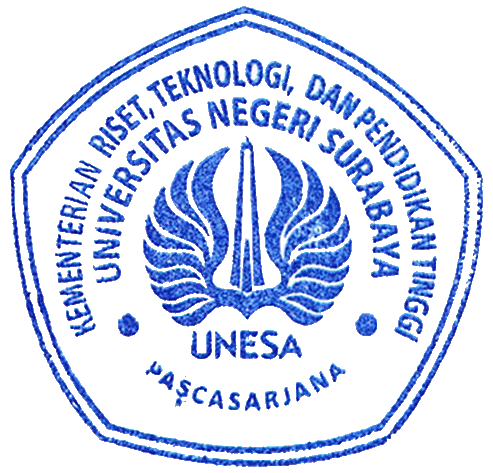 KEMENTERIAN RISET, TEKNOLOGI, DAN PENDIDIKAN TINGGI
UNIVERSITAS NEGERI SURABAYA
UNESA
PASCASARJANA